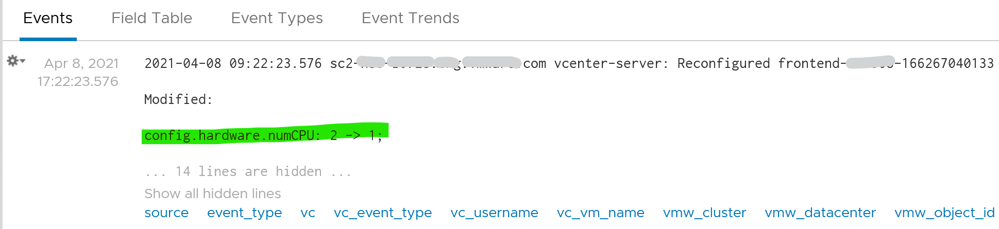 Events Field Table Event Types Event Trends
Apr 8, 2021 2021-04-08 09:22:23.576 sc2- com vcenter-server: Reconfigured frontend- -166267040133
17:22:23.576
Modified:
config.hardware.numCPU: 2 -> 1;
... 14 lines are hidden ...
Show all hidden lines
source event_type vc vc_event_type vc_username vc_vm_name vmw_cluster vmw_datacenter vmw_object_id